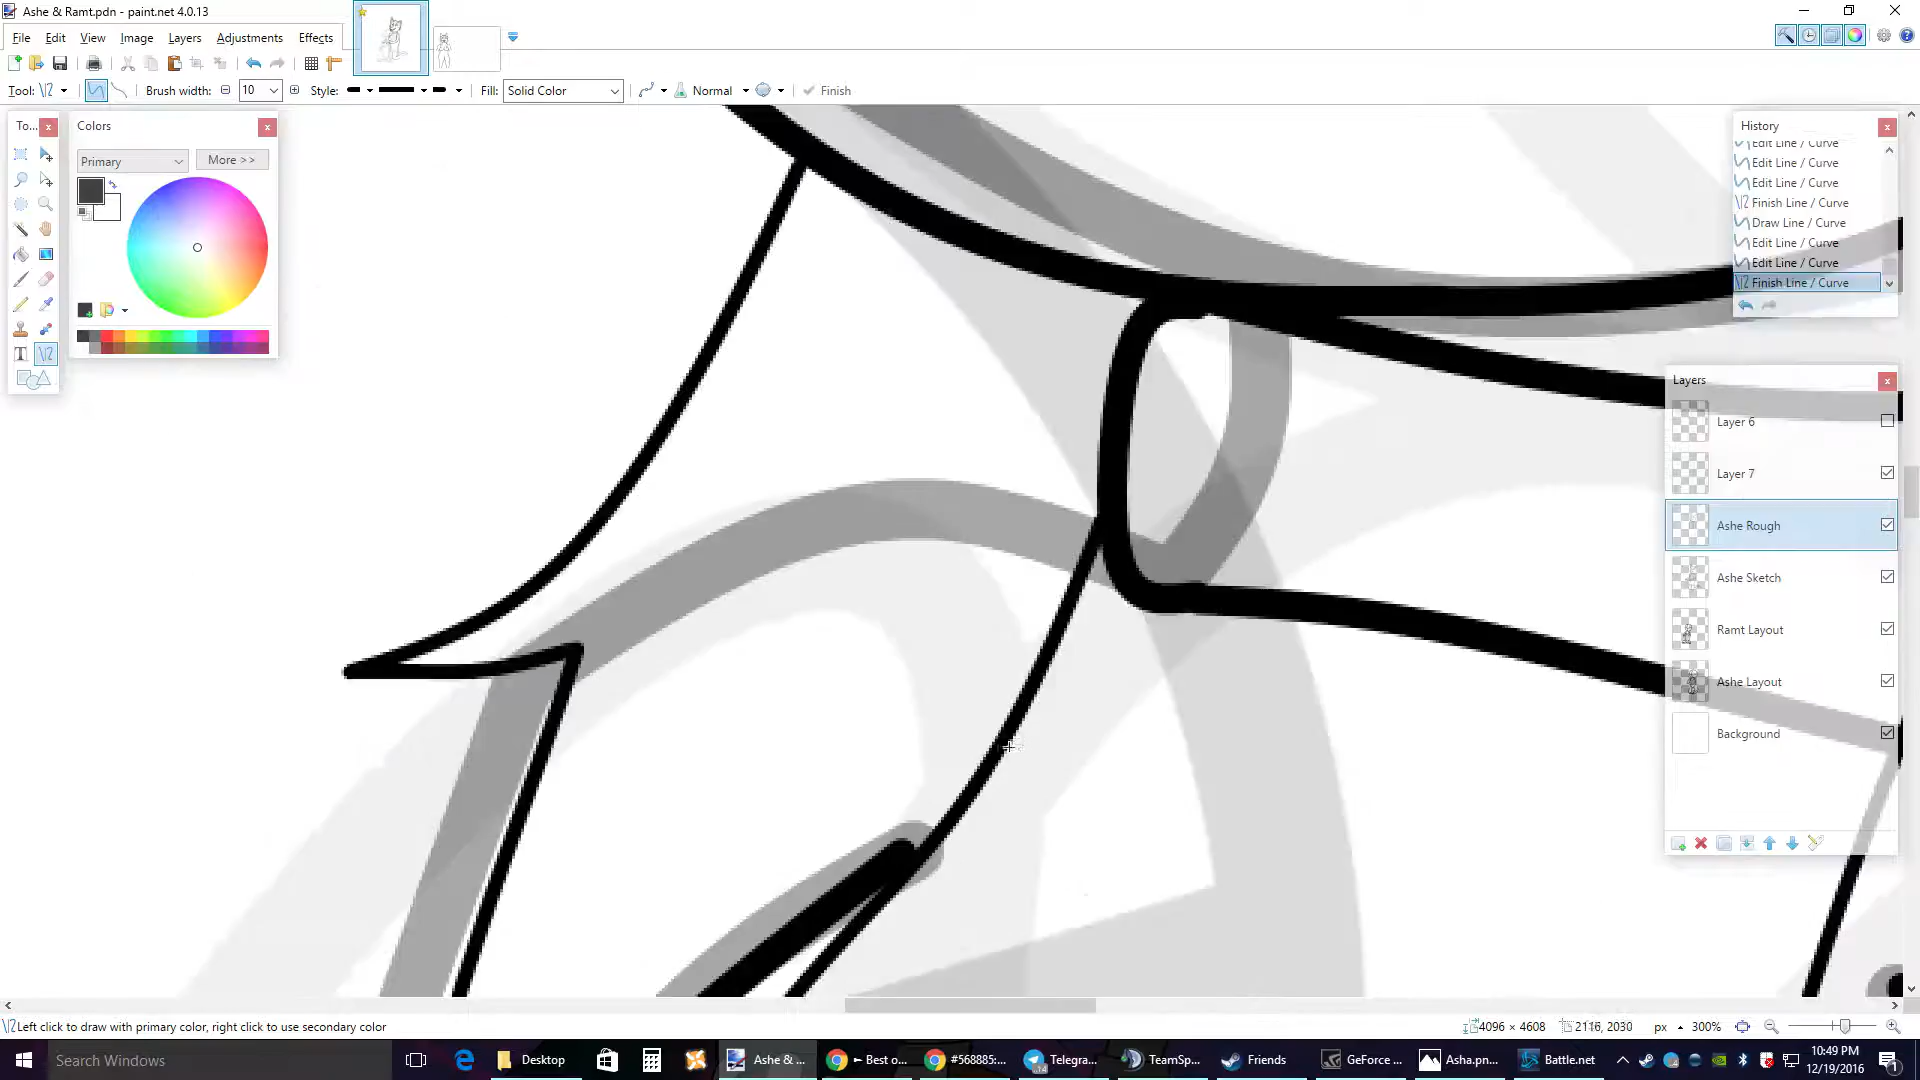 Ashe & Ramt.pdn - paint.net 4.0.13
File Edit View Image Layers Adjustments Effects
Tool: Brush width: 10 Style: Fill: Solid Color Normal Finish
To...
Colors
Primary
More >>
History
Edit Line / Curve
Edit Line / Curve
Edit Line / Curve
Finish Line / Curve
Draw Line / Curve
Edit Line / Curve
Edit Line / Curve
Finish Line / Curve
Layers
Layer 6
Layer 7
Ashe Rough
Ashe Sketch
Ramt Layout
Ashe Layout
Background
Left click to draw with primary color, right click to use secondary color
4096 × 4608 2116, 2030 px 300%
Search Windows
Desktop
Ashe & ...
Best o...
#568885:...
Telegra...
14
TeamSp...
Friends
GeForce ...
Asha.pn...
Battle.net
10:49 PM
12/19/2016
1